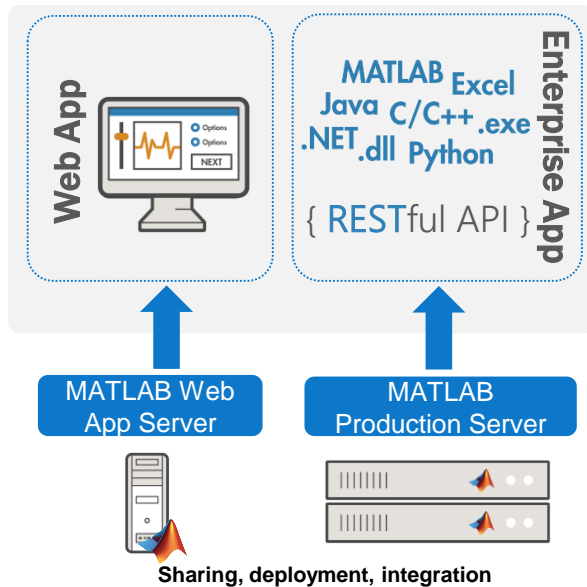 Web App
Options
Options
NEXT
Enterprise App
MATLAB Excel
Java C/C++ .exe
.NET .dll Python
{ RESTful API }
MATLAB Web
App Server
MATLAB
Production Server
Sharing, deployment, integration